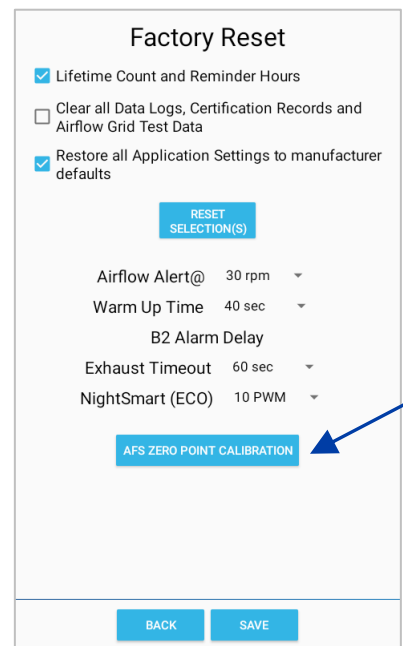 Factory Reset
Lifetime Count and Reminder Hours
Clear all Data Logs, Certification Records and
Airflow Grid Test Data
Restore all Application Settings to manufacturer
defaults
RESET
SELECTION(S)
Airflow Alert@ 30 rpm
Warm Up Time 40 sec
B2 Alarm Delay
Exhaust Timeout 60 sec
NightSmart (ECO) 10 PWM
AFS ZERO POINT CALIBRATION
BACK SAVE